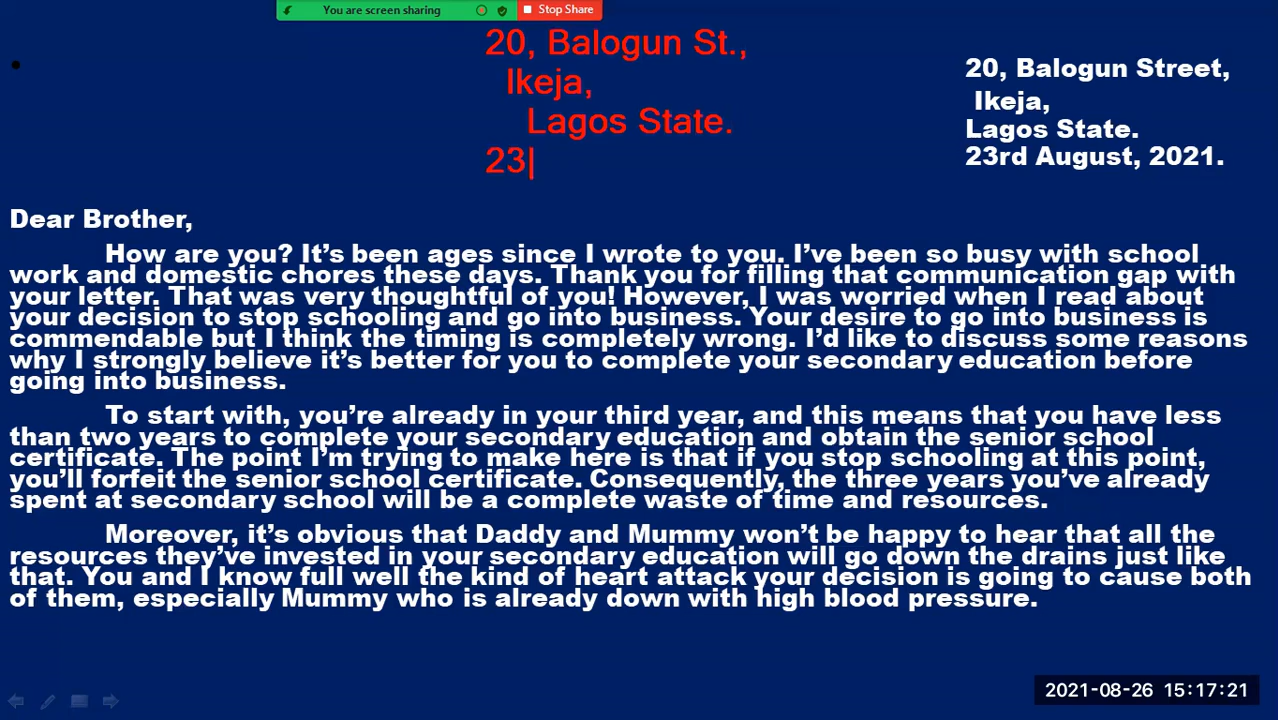 You are screen sharing
Stop Share
20, Balogun St.,
Ikeja,
Lagos State.
23
20, Balogun Street,
Ikeja,
Lagos State.
23rd August, 2021.
Dear Brother,
How are you? It’s been ages since I wrote to you. I’ve been so busy with school
work and domestic chores these days. Thank you for filling that communication gap with
your letter. That was very thoughtful of you! However, I was worried when I read about
your decision to stop schooling and go into business. Your desire to go into business is
commendable but I think the timing is completely wrong. I’d like to discuss some reasons
why I strongly believe it’s better for you to complete your secondary education before
going into business.
To start with, you’re already in your third year, and this means that you have less
than two years to complete your secondary education and obtain the senior school
certificate. The point I’m trying to make here is that if you stop schooling at this point,
you’ll forfeit the senior school certificate. Consequently, the three years you’ve already
spent at secondary school will be a complete waste of time and resources.
Moreover, it’s obvious that Daddy and Mummy won’t be happy to hear that all the
resources they’ve invested in your secondary education will go down the drains just like
that. You and I know full well the kind of heart attack your decision is going to cause both
of them, especially Mummy who is already down with high blood pressure.
2021-08-26 15:17:21